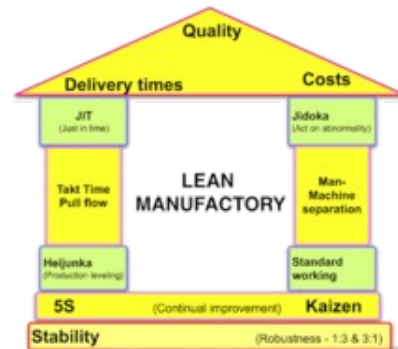 Quality
Delivery times Costs
JIT
(Just in time)
Jidoka
(Act on abnormality)
Takt Time
Pull flow
LEAN
MANUFACTORY
Man-
Machine
separation
Heijunka
(Production leveling)
Standard
working
5S (Continual improvement) Kaizen
Stability (Robustness - 1:3 & 3:1)